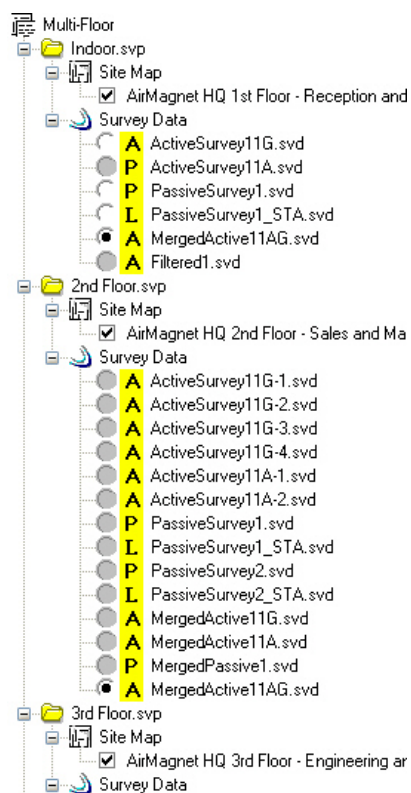 Multi-Floor
Indoor.svp
Site Map
AirMagnet HQ 1st Floor - Reception and
Survey Data
A ActiveSurvey11G.svd
P ActiveSurvey11A.svd
P PassiveSurvey1.svd
L PassiveSurvey1_STA.svd
A MergedActive11AG.svd
A Filtered1.svd
2nd Floor.svp
Site Map
AirMagnet HQ 2nd Floor - Sales and Ma
Survey Data
A ActiveSurvey11G-1.svd
A ActiveSurvey11G-2.svd
A ActiveSurvey11G-3.svd
A ActiveSurvey11G-4.svd
A ActiveSurvey11A-1.svd
A ActiveSurvey11A-2.svd
P PassiveSurvey1.svd
L PassiveSurvey1_STA.svd
P PassiveSurvey2.svd
L PassiveSurvey2_STA.svd
A MergedActive11G.svd
A MergedActive11A.svd
P MergedPassive1.svd
A MergedActive11AG.svd
3rd Floor.svp
Site Map
AirMagnet HQ 3rd Floor - Engineering an
Survey Data